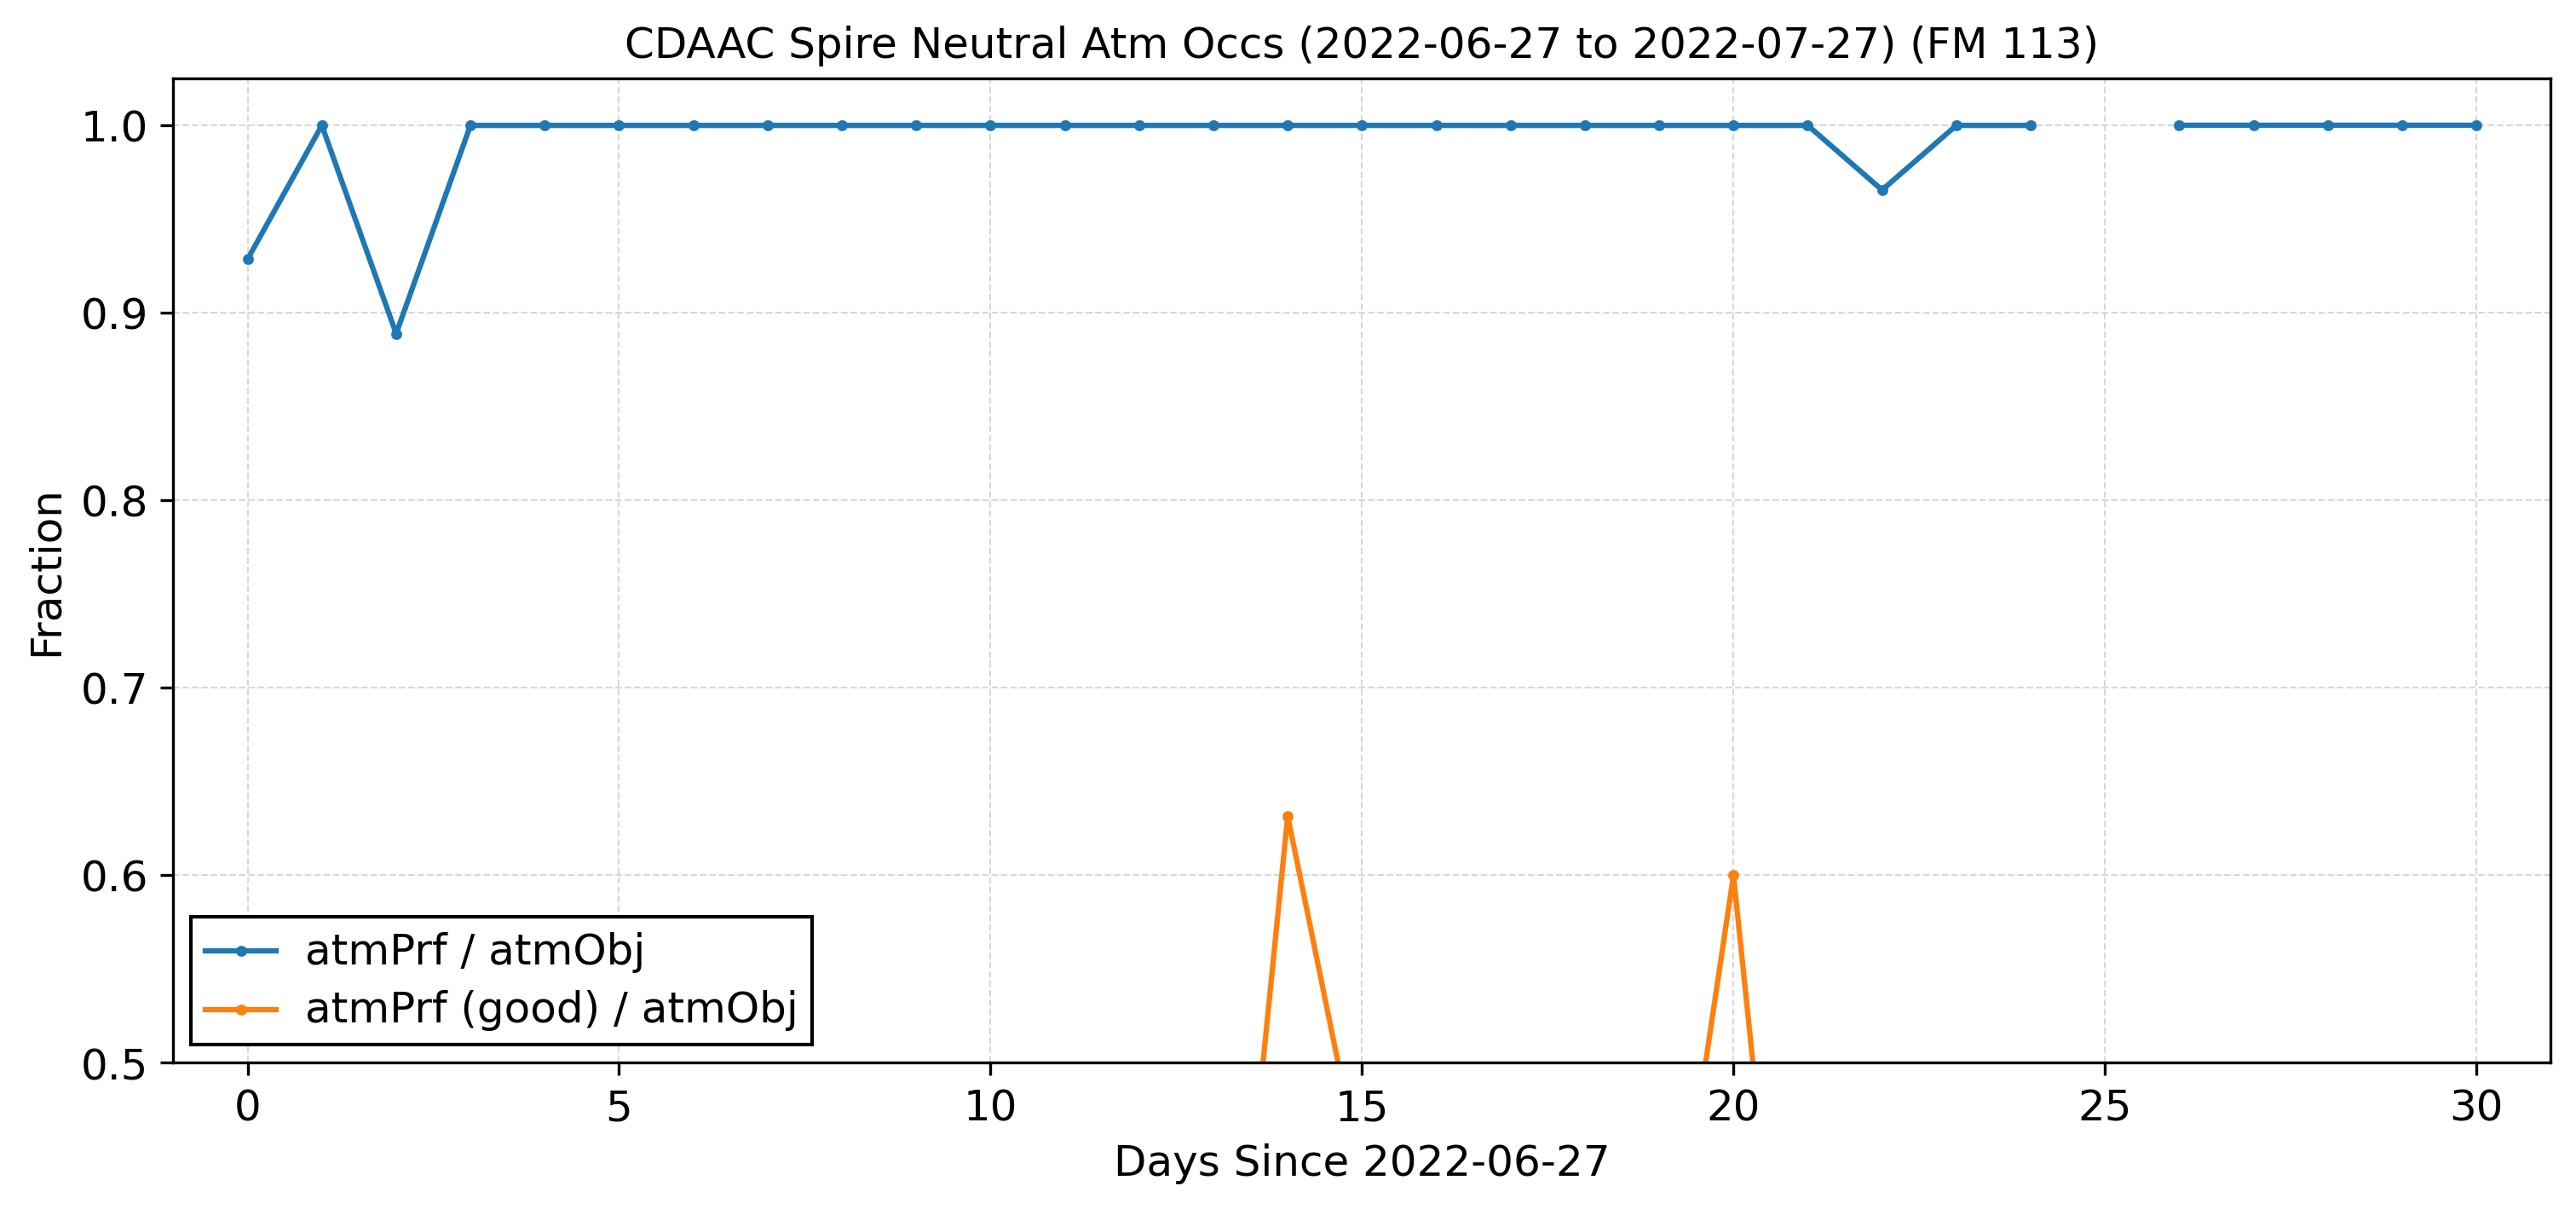 CDAAC Spire Neutral Atm Occs (2022-06-27 to 2022-07-27) (FM 113)
1.0
0.9
0.8
0.7
0.6
0.5
Fraction
atmPrf / atmObj
atmPrf (good) / atmObj
0 5 10 15 20 25 30
Days Since 2022-06-27